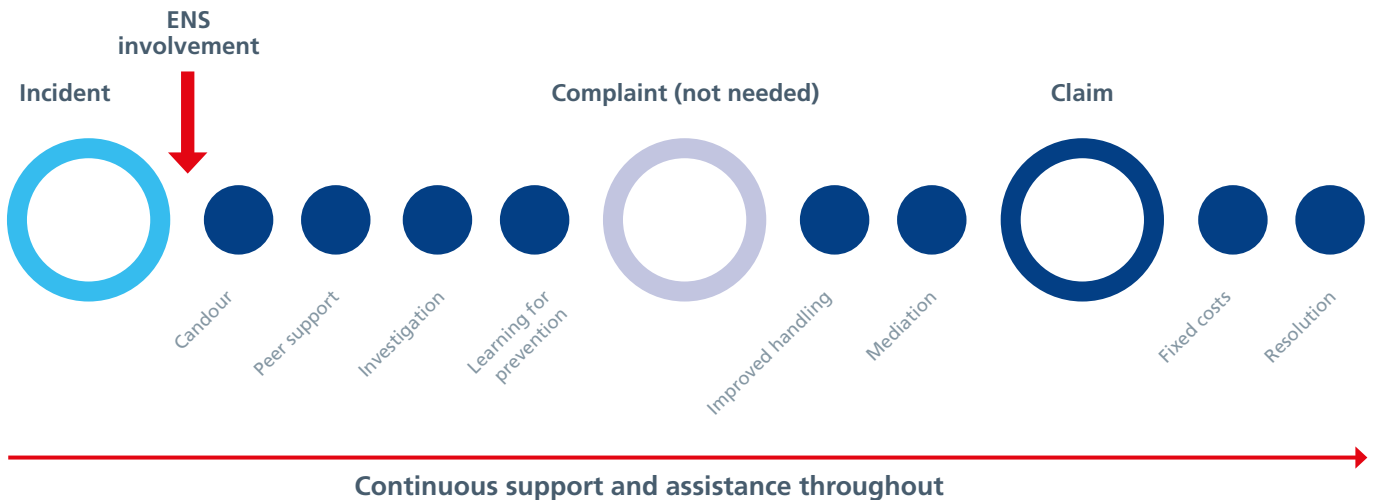 ENS
involvement
Incident
Complaint (not needed)
Claim
Candour
Peer support
Investigation
Learning for
prevention
Improved handling
Mediation
Fixed costs
Resolution
Continuous support and assistance throughout